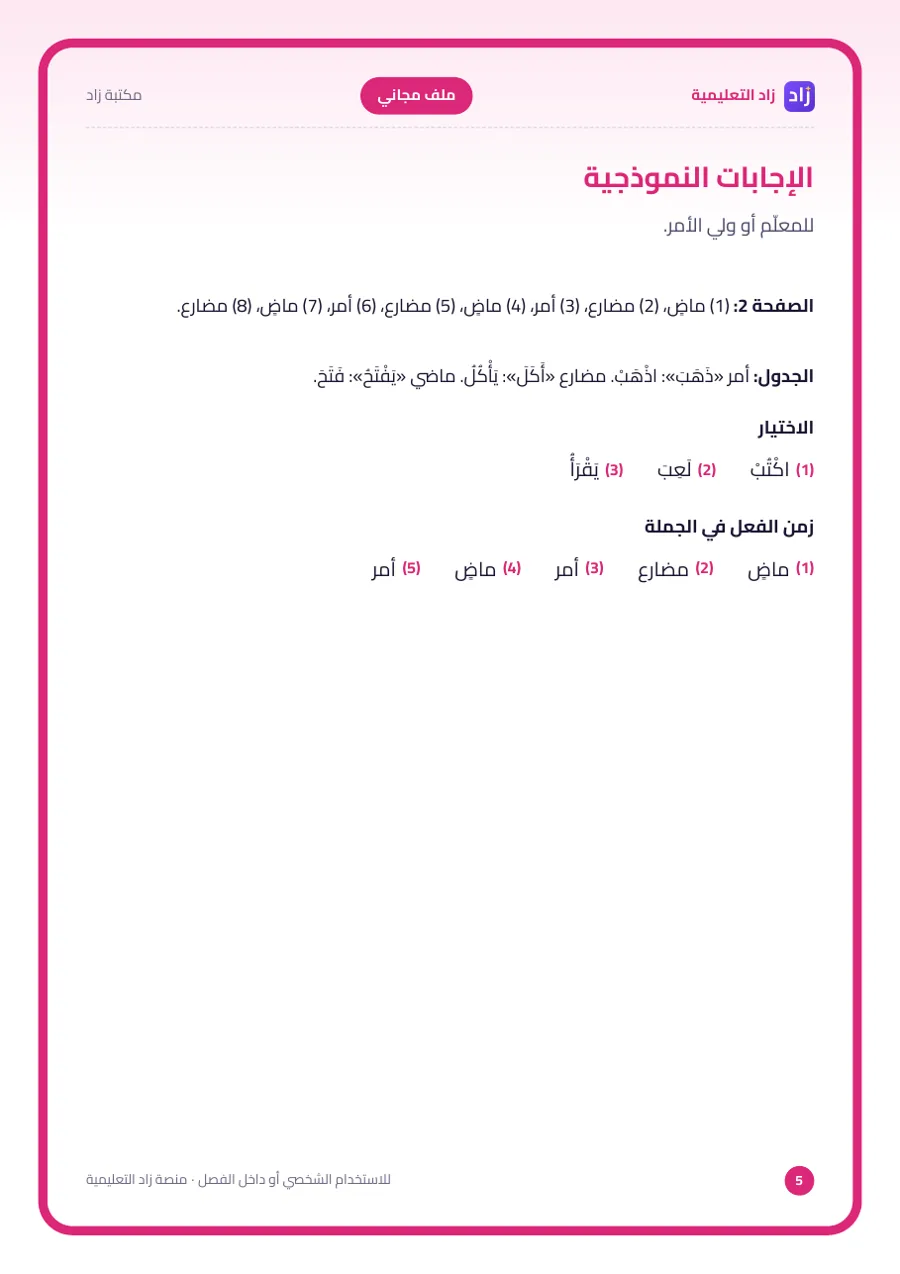 زاد زاد التعليمية
ملف مجاني
مكتبة زاد
الإجابات النموذجية
للمعلّم أو ولي الأمر.
الصفحة 2: (1) ماضٍ، (2) مضارع، (3) أمر، (4) ماضٍ، (5) مضارع، (6) أمر، (7) ماضٍ، (8) مضارع.
الجدول: أمر «ذَهَبَ»: اذْهَبْ. مضارع «أَكَلَ»: يَأْكُلُ. ماضي «يَفْتَحُ»: فَتَحَ.
الاختيار
(1) اكْتُبْ (2) لَعِبَ (3) يَقْرَأُ
زمن الفعل في الجملة
(1) ماضٍ (2) مضارع (3) أمر (4) ماضٍ (5) أمر
5
للاستخدام الشخصي أو داخل الفصل · منصة زاد التعليمية